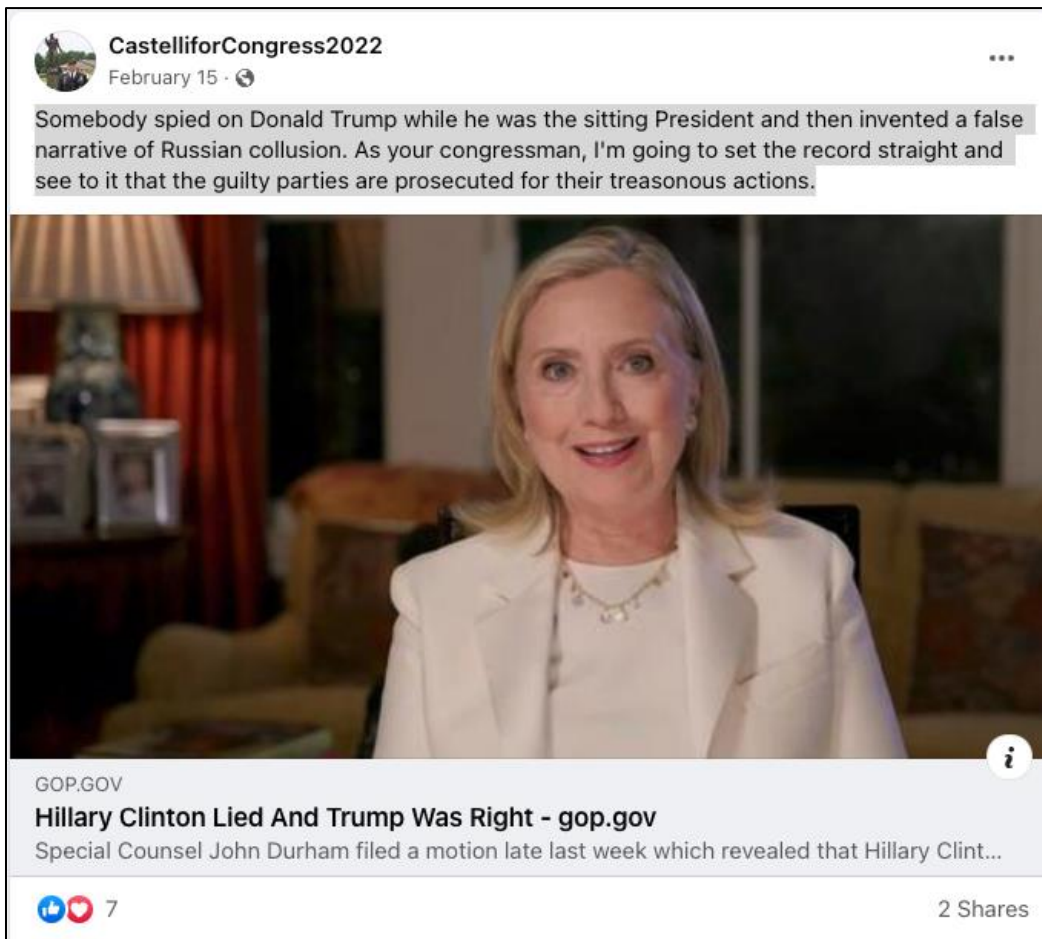 CastelliforCongress2022
February 15 ·
Somebody spied on Donald Trump while he was the sitting President and then invented a false
narrative of Russian collusion. As your congressman, I'm going to set the record straight and
see to it that the guilty parties are prosecuted for their treasonous actions.
i
GOP.GOV
Hillary Clinton Lied And Trump Was Right - gop.gov
Special Counsel John Durham filed a motion late last week which revealed that Hillary Clint...
7
2 Shares